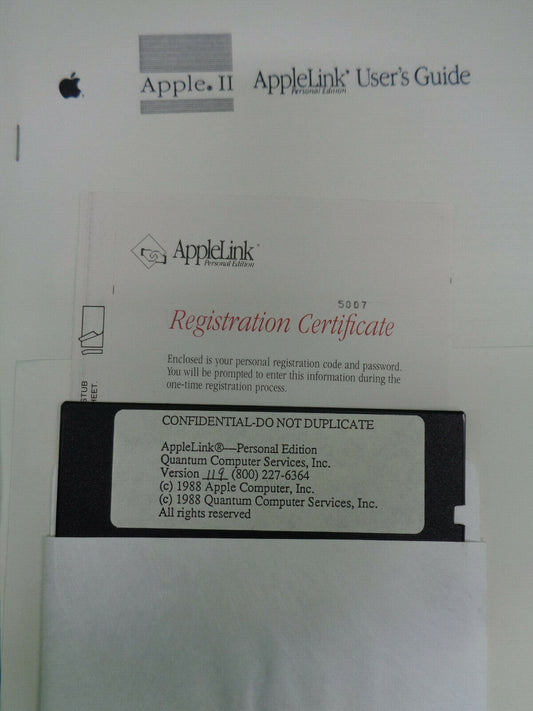 Apple II AppleLink® User's Guide
Personal Edition
AppleLink
Personal Edition
5007
Registration Certificate
Enclosed is your personal registration code and password.
You will be prompted to enter this information during the
one-time registration process.
STUB
HEET.
CONFIDENTIAL-DO NOT DUPLICATE
AppleLink®—Personal Edition
Quantum Computer Services, Inc.
Version 119 (800) 227-6364
(c) 1988 Apple Computer, Inc.
(c) 1988 Quantum Computer Services, Inc.
All rights reserved